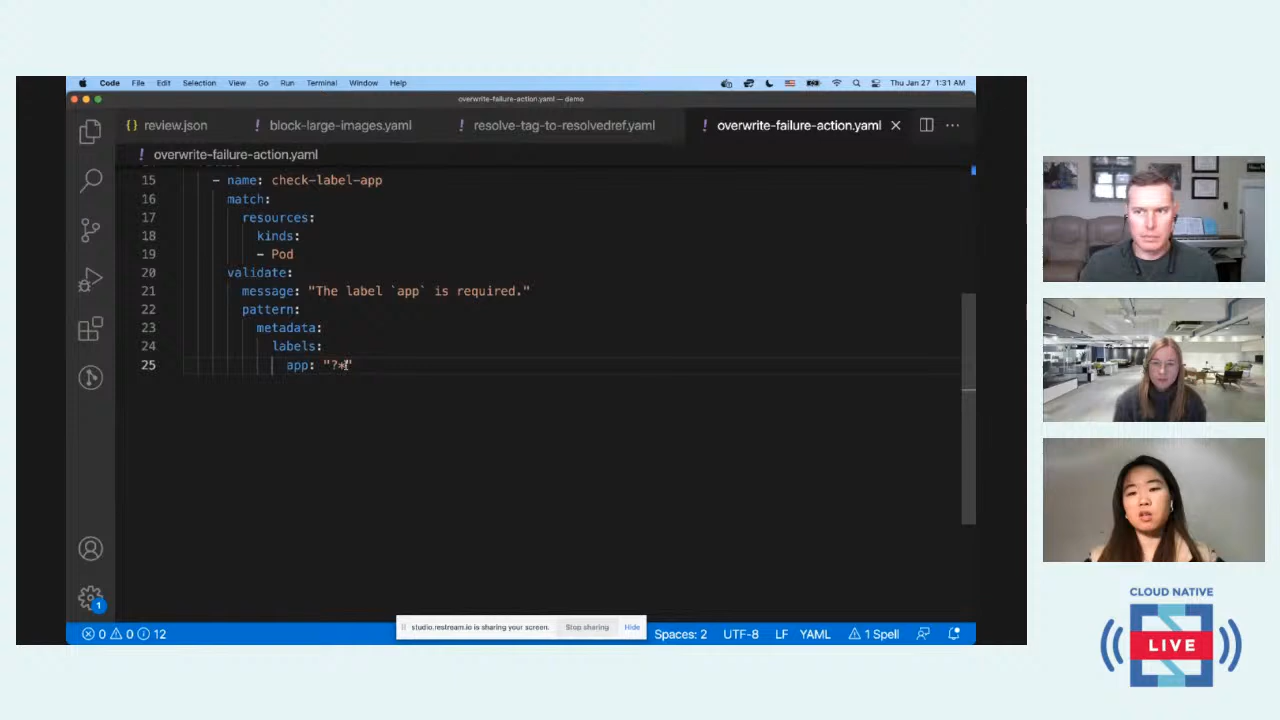 Code File Edit Selection View Go Run Terminal Window Help Thu Jan 27 1:31 AM
overwrite-failure-action.yaml — demo
{} review.json ! block-large-images.yaml ! resolve-tag-to-resolvedref.yaml ! overwrite-failure-action.yaml
! overwrite-failure-action.yaml
15 - name: check-label-app
16 match:
17 resources:
18 kinds:
19 - Pod
20 validate:
21 message: "The label `app` is required."
22 pattern:
23 metadata:
24 labels:
25 app: "?*"
1
studio.restream.io is sharing your screen. Stop sharing Hide
0 0 12 Spaces: 2 UTF-8 LF YAML 1 Spell
CLOUD NATIVE
LIVE